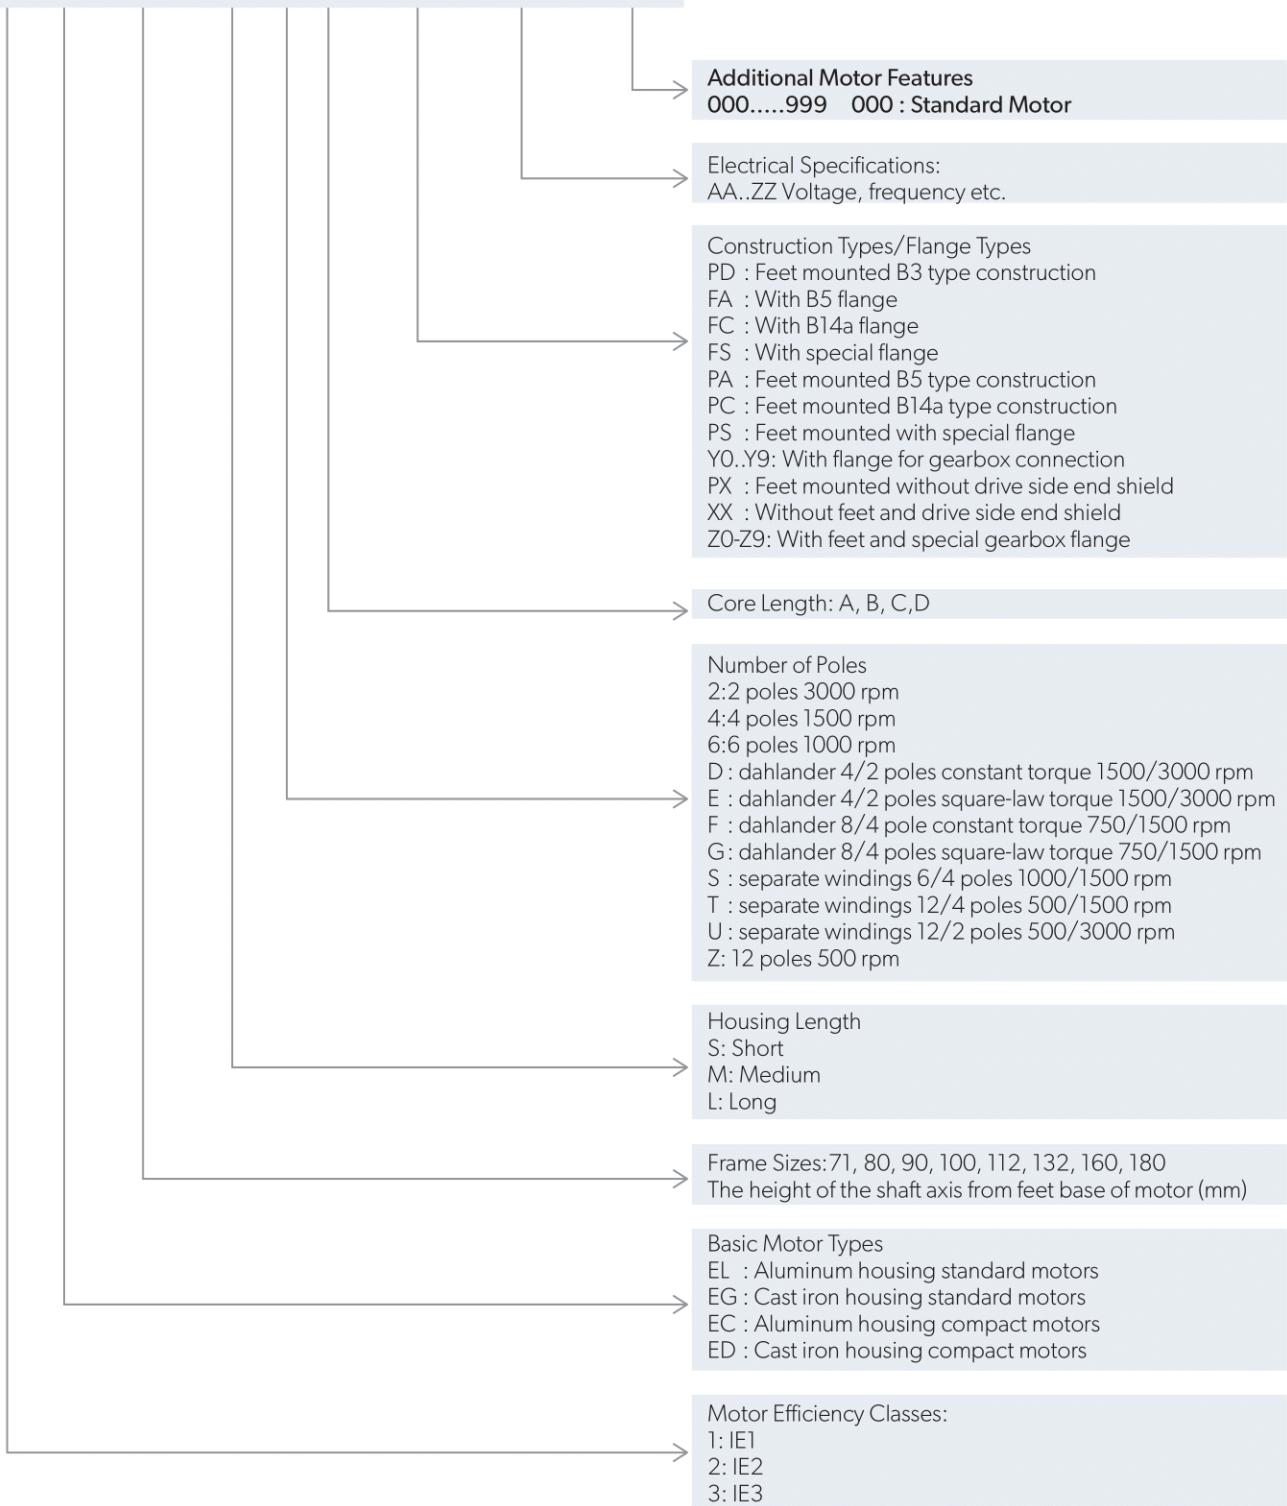 Additional Motor Features
000.....999 000 : Standard Motor
Electrical Specifications:
AA..ZZ Voltage, frequency etc.
Construction Types/Flange Types
PD : Feet mounted B3 type construction
FA : With B5 flange
FC : With B14a flange
FS : With special flange
PA : Feet mounted B5 type construction
PC : Feet mounted B14a type construction
PS : Feet mounted with special flange
Y0..Y9: With flange for gearbox connection
PX : Feet mounted without drive side end shield
XX : Without feet and drive side end shield
Z0-Z9: With feet and special gearbox flange
Core Length: A, B, C,D
Number of Poles
2:2 poles 3000 rpm
4:4 poles 1500 rpm
6:6 poles 1000 rpm
D : dahlander 4/2 poles constant torque 1500/3000 rpm
E : dahlander 4/2 poles square-law torque 1500/3000 rpm
F : dahlander 8/4 pole constant torque 750/1500 rpm
G : dahlander 8/4 poles square-law torque 750/1500 rpm
S : separate windings 6/4 poles 1000/1500 rpm
T : separate windings 12/4 poles 500/1500 rpm
U : separate windings 12/2 poles 500/3000 rpm
Z: 12 poles 500 rpm
Housing Length
S: Short
M: Medium
L: Long
Frame Sizes:71, 80, 90, 100, 112, 132, 160, 180
The height of the shaft axis from feet base of motor (mm)
Basic Motor Types
EL : Aluminum housing standard motors
EG : Cast iron housing standard motors
EC : Aluminum housing compact motors
ED : Cast iron housing compact motors
Motor Efficiency Classes:
1: IE1
2: IE2
3: IE3